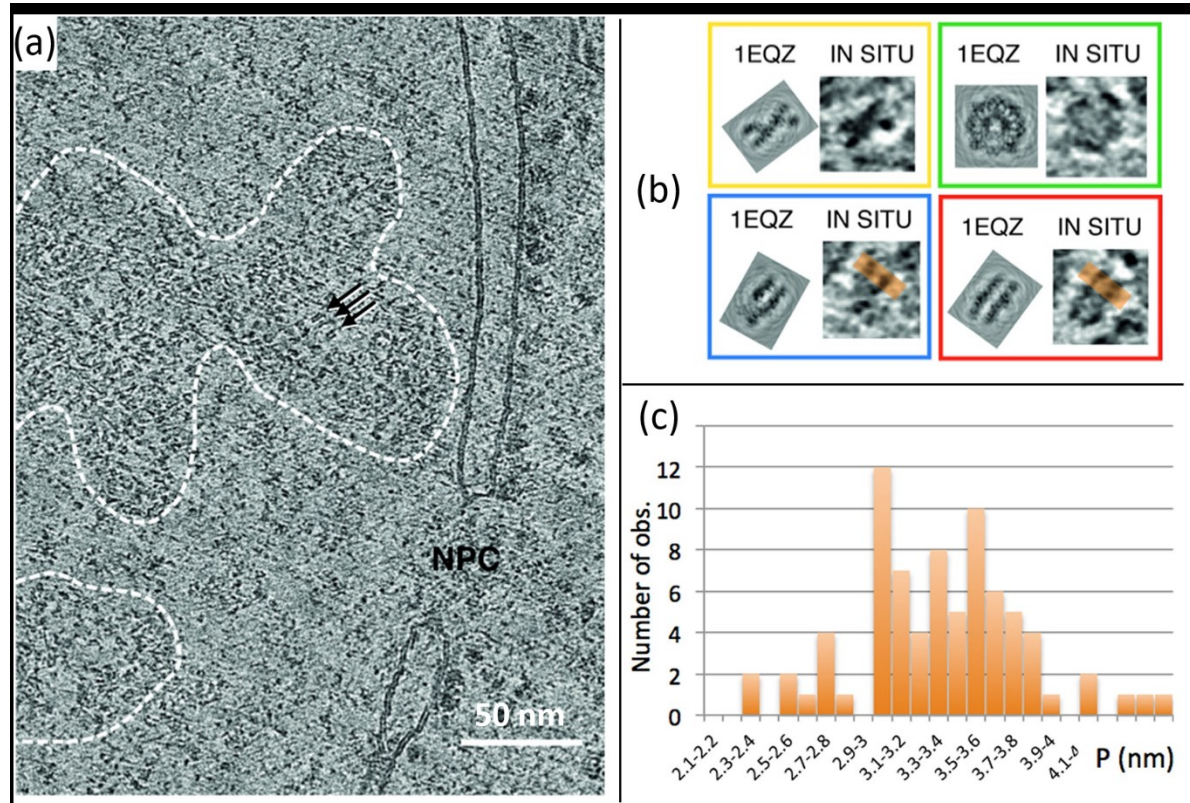 (a)
NPC
50 nm
(b)
1EQZ IN SITU
1EQZ IN SITU
1EQZ IN SITU
1EQZ IN SITU
(c)
Number of obs.
12
10
8
6
4
2
0
2.1-2.2
2.3-2.4
2.5-2.6
2.7-2.8
2.9-3
3.1-3.2
3.3-3.4
3.5-3.6
3.7-3.8
3.9-4
P (nm)